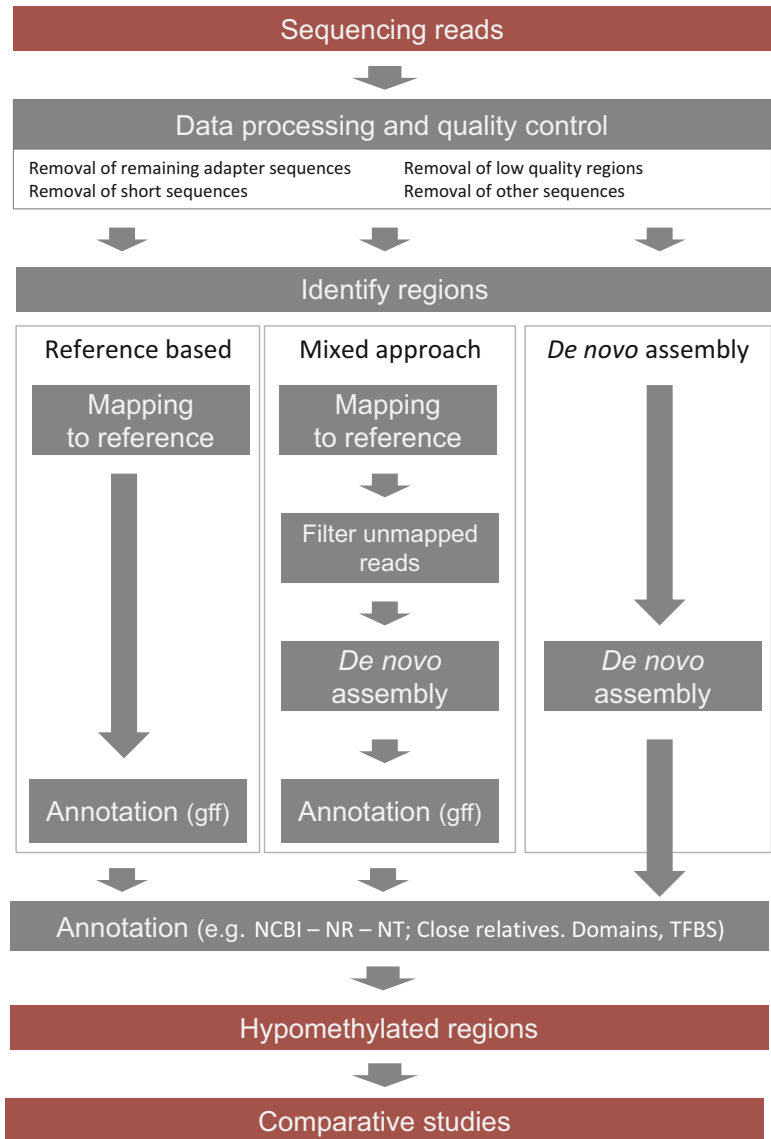 Sequencing reads
Data processing and quality control
Removal of remaining adapter sequences
Removal of short sequences
Removal of low quality regions
Removal of other sequences
Identify regions
Reference based
Mapping
to reference
Annotation (gff)
Mixed approach
Mapping
to reference
Filter unmapped
reads
De novo
assembly
Annotation (gff)
De novo assembly
De novo
assembly
Annotation (e.g. NCBI – NR – NT; Close relatives. Domains, TFBS)
Hypomethylated regions
Comparative studies